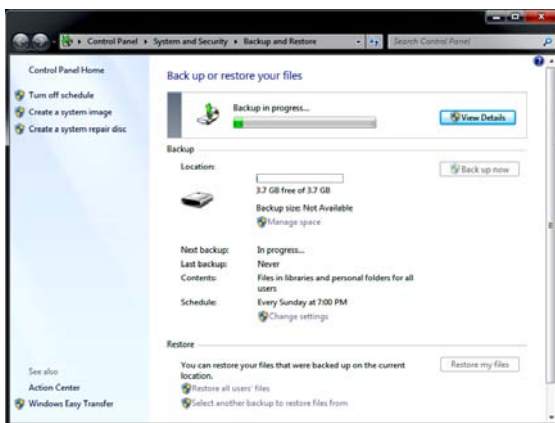 Control Panel ▸ System and Security ▸ Backup and Restore
Search Control Panel
Control Panel Home
Turn off schedule
Create a system image
Create a system repair disc
Back up or restore your files
Backup in progress...
View Details
Backup
Location:
Back up now
3.7 GB free of 3.7 GB
Backup size: Not Available
Manage space
Next backup: In progress...
Last backup: Never
Contents: Files in libraries and personal folders for all
users
Schedule: Every Sunday at 7:00 PM
Change settings
Restore
You can restore your files that were backed up on the current
location.
Restore my files
Restore all users' files
Select another backup to restore files from
See also
Action Center
Windows Easy Transfer